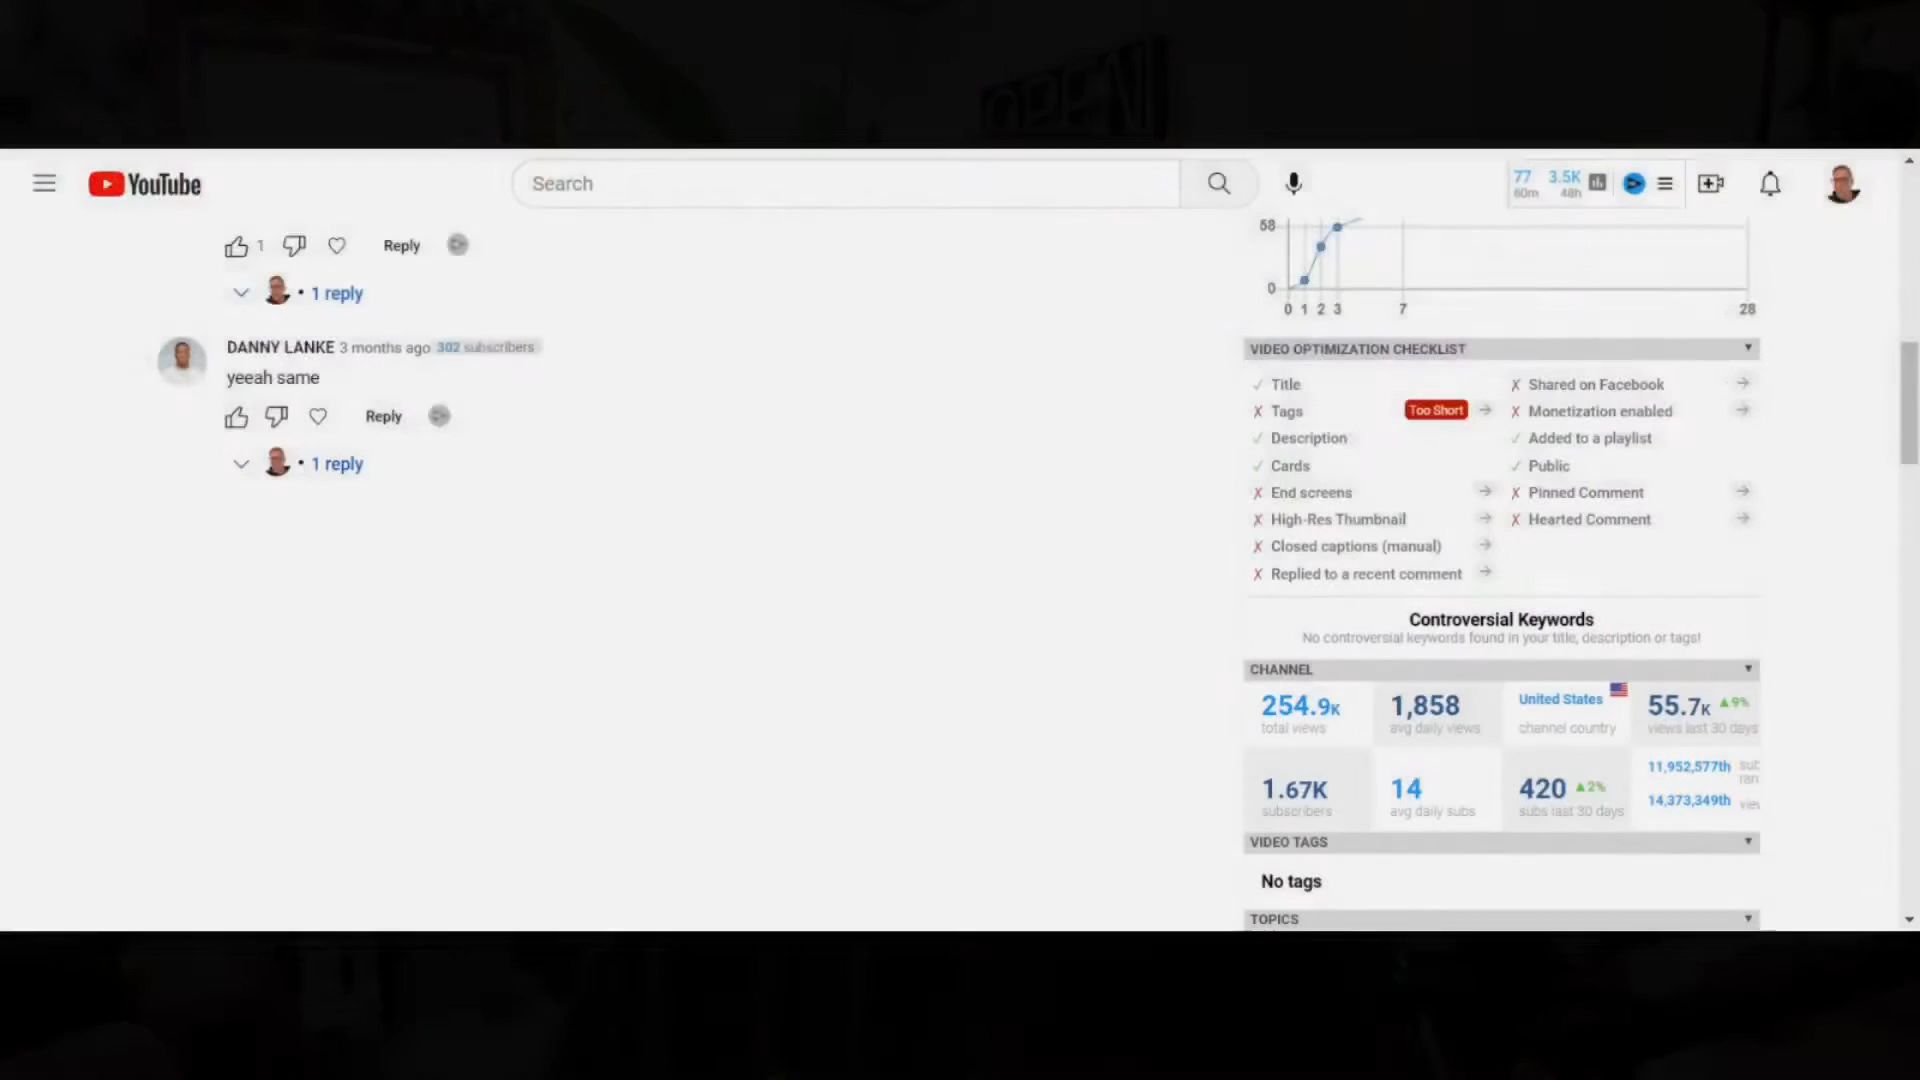 OPEN
YouTube
Search
77 3.5K
60m 48h
1 Reply
1 reply
DANNY LANKE 3 months ago 302 subscribers
yeeah same
Reply
1 reply
58
0
0 1 2 3 7 28
VIDEO OPTIMIZATION CHECKLIST
Title
Tags Too Short
Description
Cards
End screens
High-Res Thumbnail
Closed captions (manual)
Replied to a recent comment
Shared on Facebook
Monetization enabled
Added to a playlist
Public
Pinned Comment
Hearted Comment
Controversial Keywords
No controversial keywords found in your title, description or tags!
CHANNEL
254.9K
total views
1,858
avg daily views
United States
channel country
55.7K ▲9%
views last 30 days
1.67K
subscribers
14
avg daily subs
420 ▲2%
subs last 30 days
11,952,577th
14,373,349th
VIDEO TAGS
No tags
TOPICS